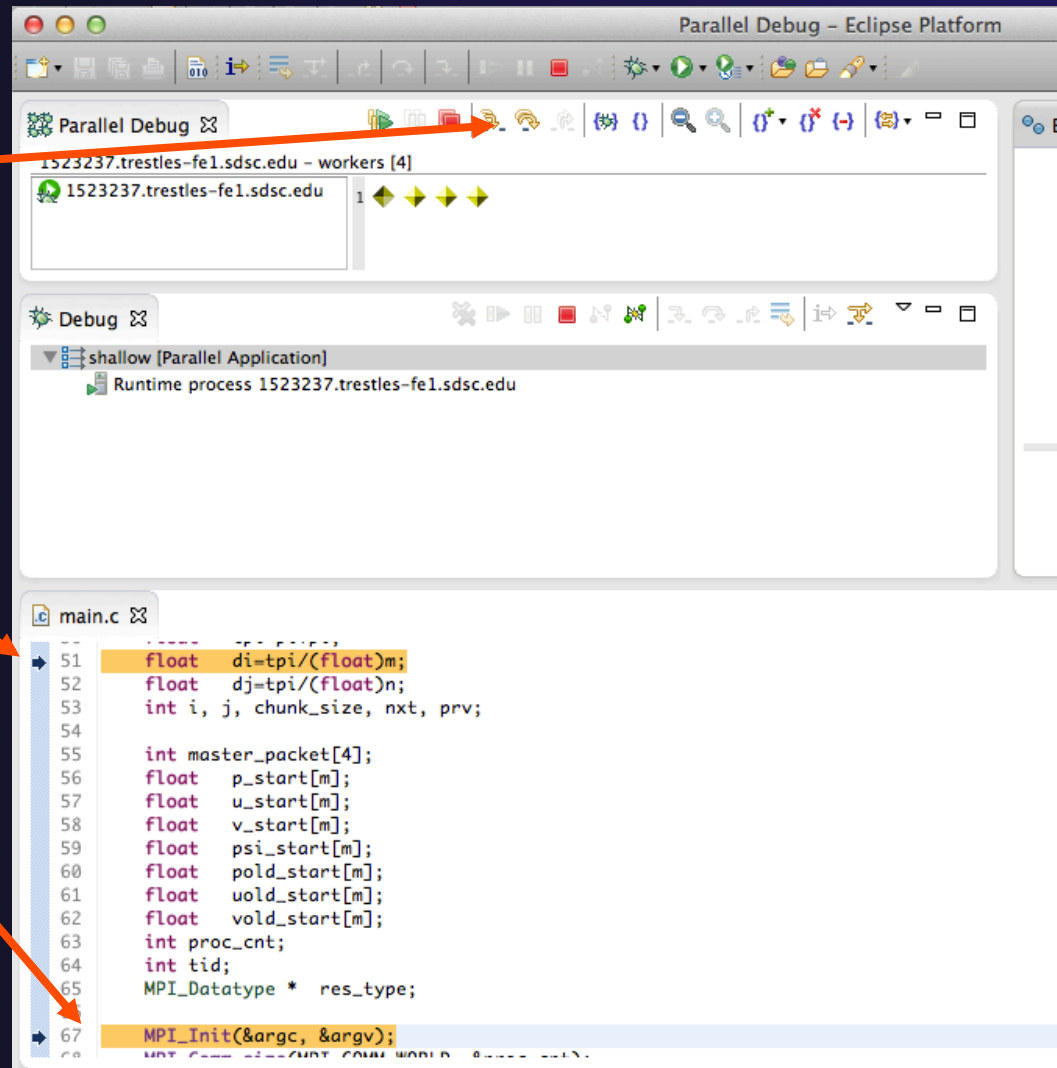 Parallel Debug – Eclipse Platform
010
Parallel Debug
1523237.trestles-fe1.sdsc.edu – workers [4]
1523237.trestles-fe1.sdsc.edu
1
Debug
shallow [Parallel Application]
Runtime process 1523237.trestles-fe1.sdsc.edu
main.c
51 float di=tpi/(float)m;
52 float dj=tpi/(float)n;
53 int i, j, chunk_size, nxt, prv;
54
55 int master_packet[4];
56 float p_start[m];
57 float u_start[m];
58 float v_start[m];
59 float psi_start[m];
60 float pold_start[m];
61 float uold_start[m];
62 float vold_start[m];
63 int proc_cnt;
64 int tid;
65 MPI_Datatype * res_type;
67 MPI_Init(&argc, &argv);